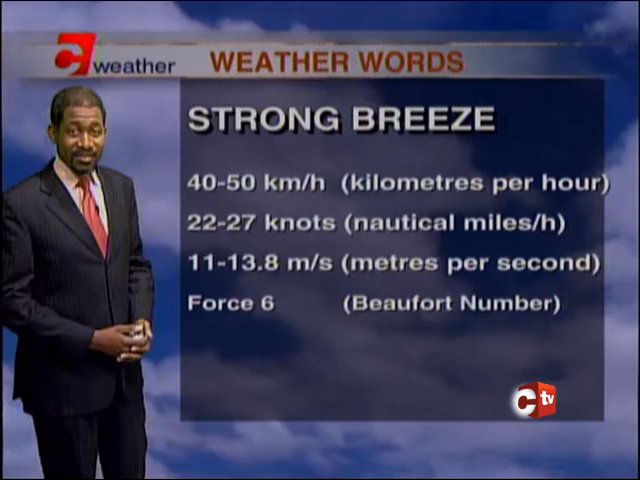 C weather WEATHER WORDS
STRONG BREEZE
40-50 km/h (kilometres per hour)
22-27 knots (nautical miles/h)
11-13.8 m/s (metres per second)
Force 6 (Beaufort Number)
C tv